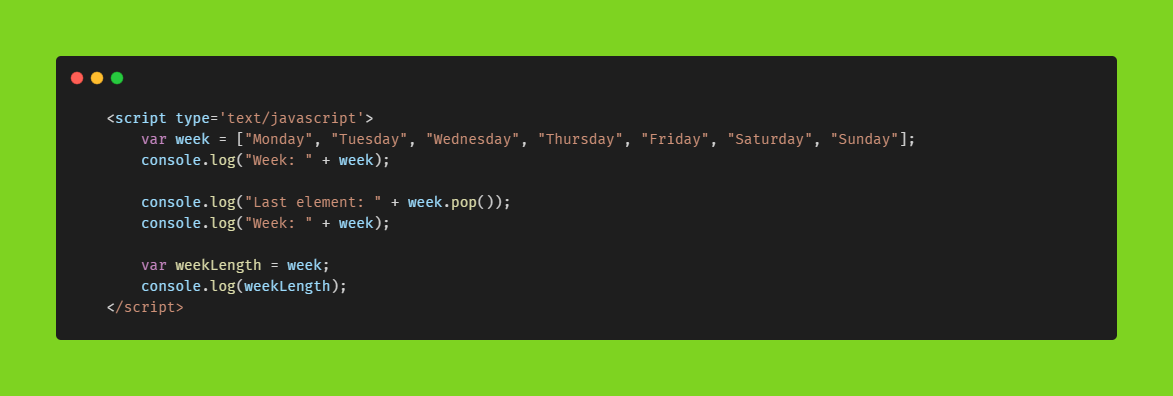 <script type='text/javascript'>
    var week = ["Monday", "Tuesday", "Wednesday", "Thursday", "Friday", "Saturday", "Sunday"];
    console.log("Week: " + week);
    console.log("Last element: " + week.pop());
    console.log("Week: " + week);
    var weekLength = week;
    console.log(weekLength);
</script>